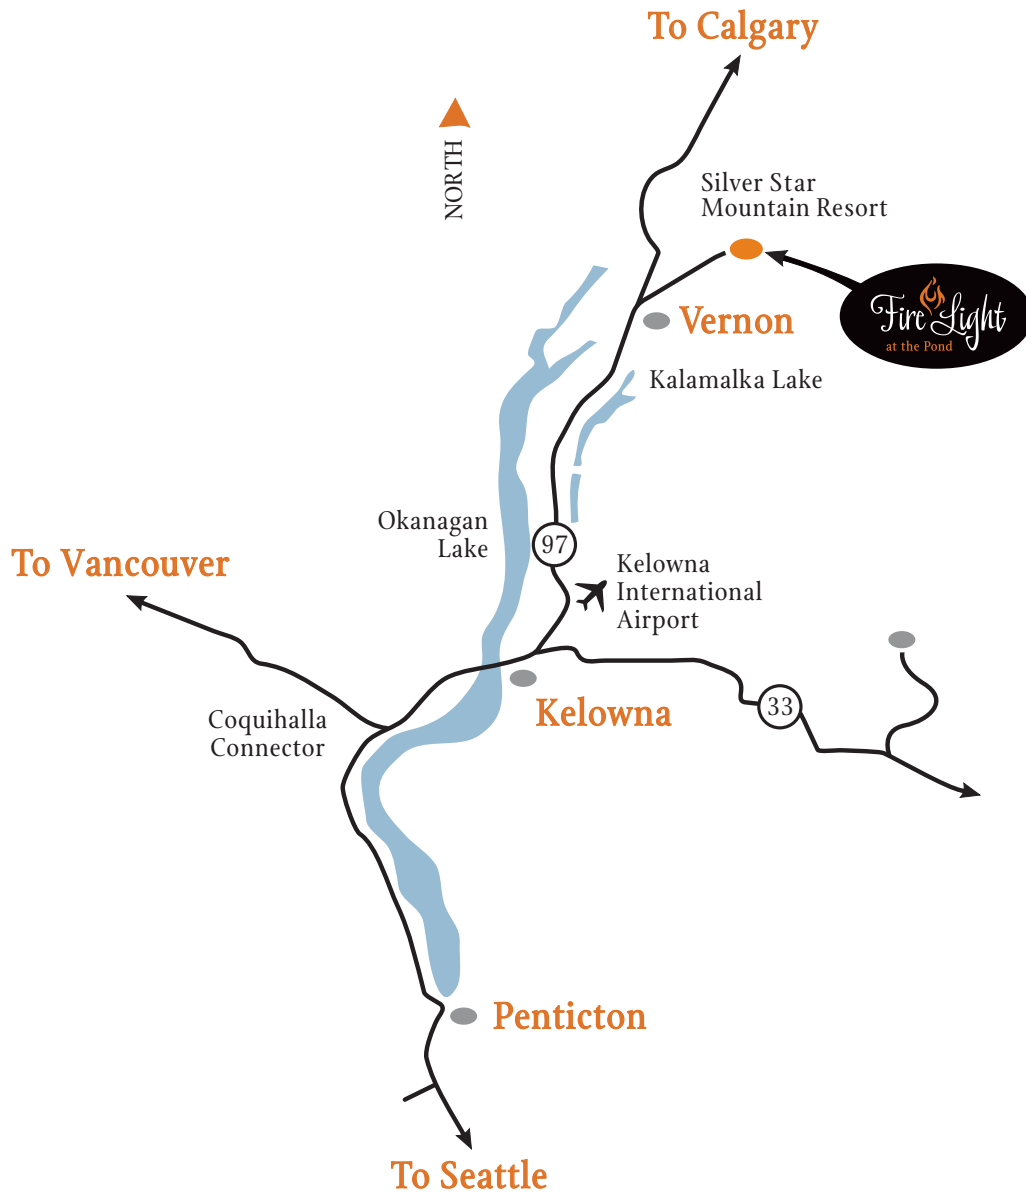 To Calgary
NORTH
Silver Star
Mountain Resort
Fire Light
at the Pond
Vernon
Kalamalka Lake
Okanagan
Lake
97
To Vancouver
Kelowna
International
Airport
Kelowna
33
Coquihalla
Connector
Penticton
To Seattle